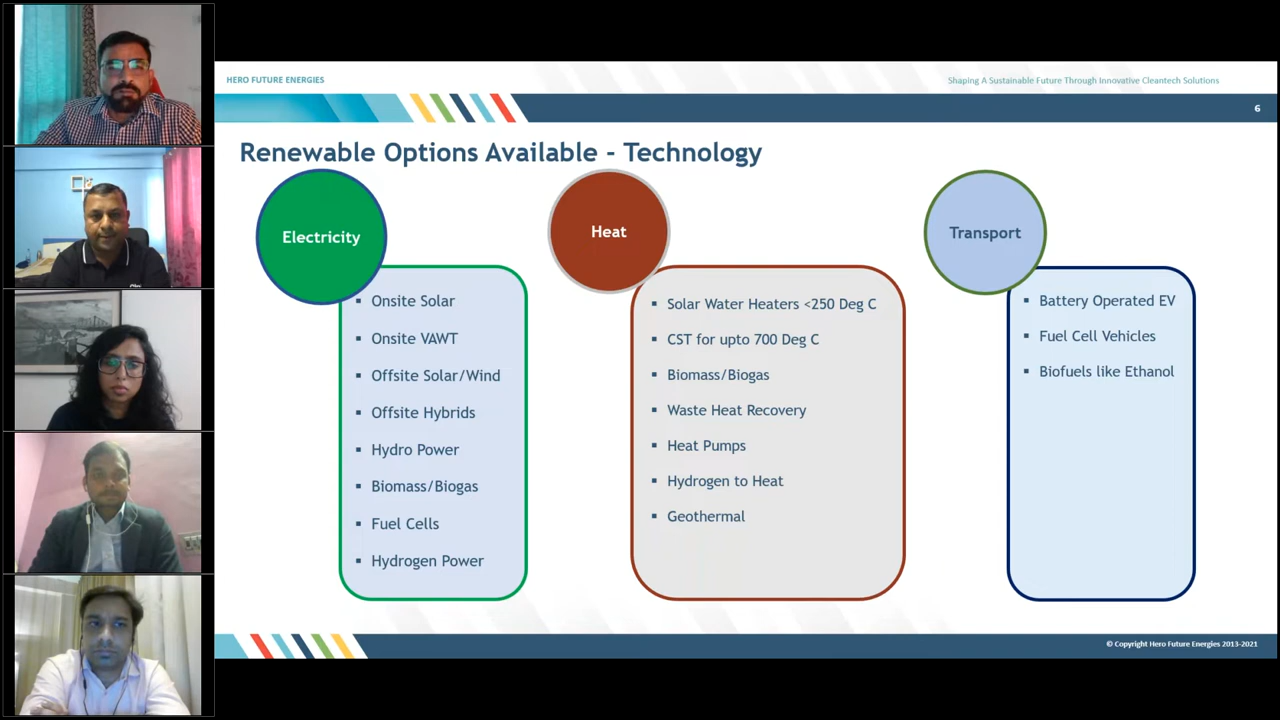 HERO FUTURE ENERGIES
Shaping A Sustainable Future Through Innovative Cleantech Solutions
6
Renewable Options Available - Technology
Electricity
▪ Onsite Solar
▪ Onsite VAWT
▪ Offsite Solar/Wind
▪ Offsite Hybrids
▪ Hydro Power
▪ Biomass/Biogas
▪ Fuel Cells
▪ Hydrogen Power
Heat
▪ Solar Water Heaters <250 Deg C
▪ CST for upto 700 Deg C
▪ Biomass/Biogas
▪ Waste Heat Recovery
▪ Heat Pumps
▪ Hydrogen to Heat
▪ Geothermal
Transport
▪ Battery Operated EV
▪ Fuel Cell Vehicles
▪ Biofuels like Ethanol
© Copyright Hero Future Energies 2013-2021